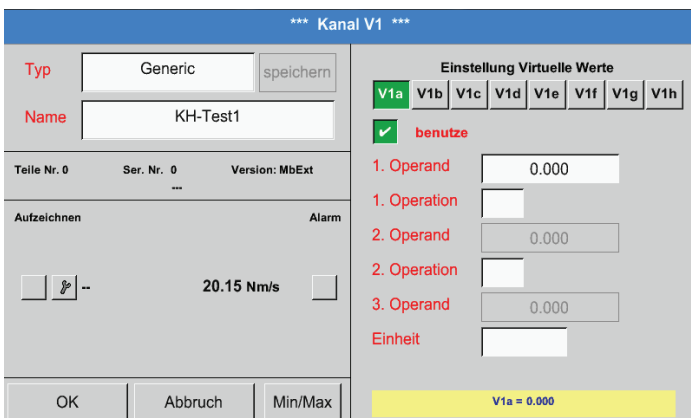 *** Kanal V1 ***
Typ
Generic
speichern
Name
KH-Test1
Teile Nr. 0
Ser. Nr. 0
Version: MbExt
---
Aufzeichnen
Alarm
--
20.15 Nm/s
OK
Abbruch
Min/Max
Einstellung Virtuelle Werte
V1a V1b V1c V1d V1e V1f V1g V1h
benutze
1. Operand
0.000
1. Operation
2. Operand
0.000
2. Operation
3. Operand
0.000
Einheit
V1a = 0.000